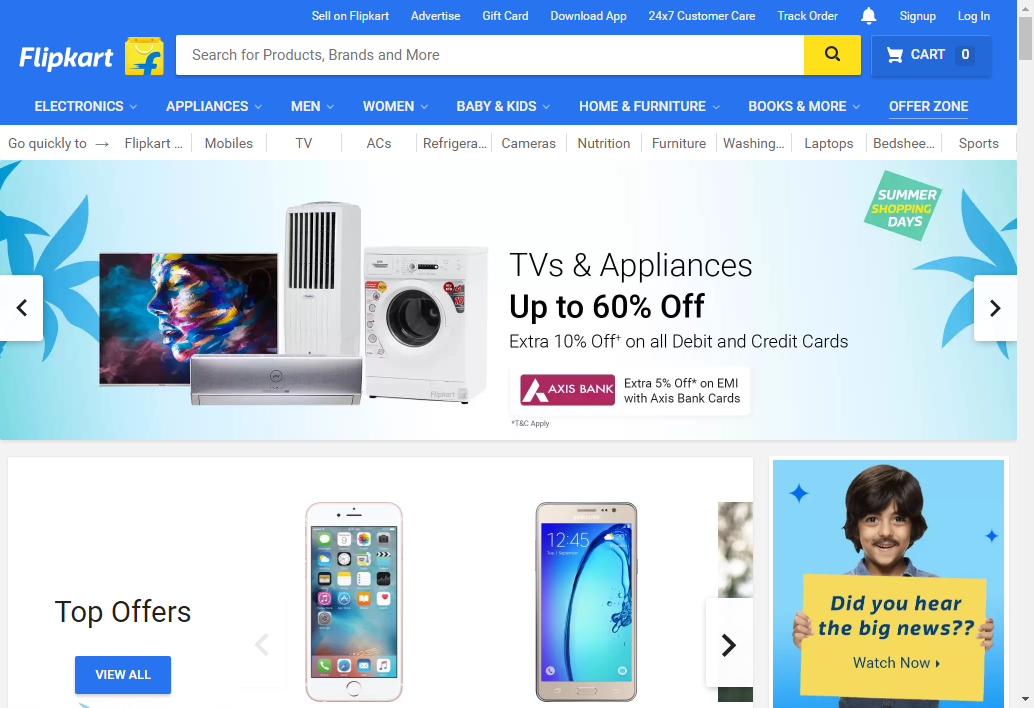 Sell on Flipkart Advertise Gift Card Download App 24x7 Customer Care Track Order Signup Log In
Flipkart
Search for Products, Brands and More
CART 0
ELECTRONICS APPLIANCES MEN WOMEN BABY & KIDS HOME & FURNITURE BOOKS & MORE OFFER ZONE
Go quickly to → Flipkart ... Mobiles TV ACs Refrigera... Cameras Nutrition Furniture Washing... Laptops Bedshee... Sports
SUMMER
SHOPPING
DAYS
TVs & Appliances
Up to 60% Off
Extra 10% Off+ on all Debit and Credit Cards
AXIS BANK
Extra 5% Off* on EMI
with Axis Bank Cards
Flipkart
*T&C Apply
Top Offers
VIEW ALL
SAMSUNG
12:45
Tue, 1 September
Did you hear
the big news??
Watch Now